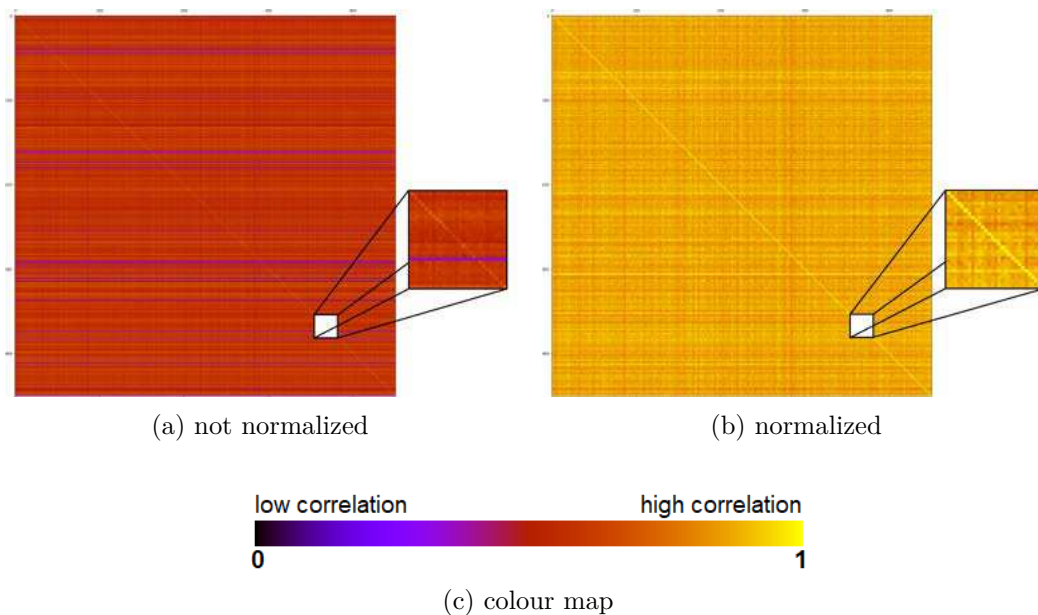 (a) not normalized
(b) normalized
low correlation high correlation
0 1
(c) colour map